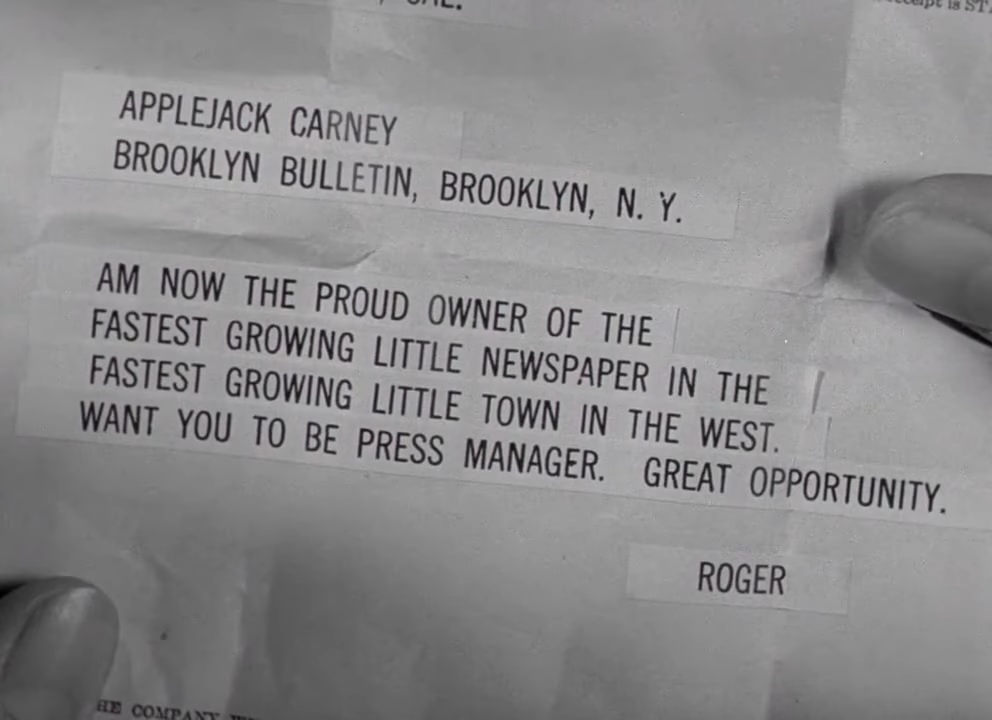 APPLEJACK CARNEY
BROOKLYN BULLETIN, BROOKLYN, N. Y.
AM NOW THE PROUD OWNER OF THE
FASTEST GROWING LITTLE NEWSPAPER IN THE
FASTEST GROWING LITTLE TOWN IN THE WEST.
WANT YOU TO BE PRESS MANAGER. GREAT OPPORTUNITY.
ROGER
COMPANY